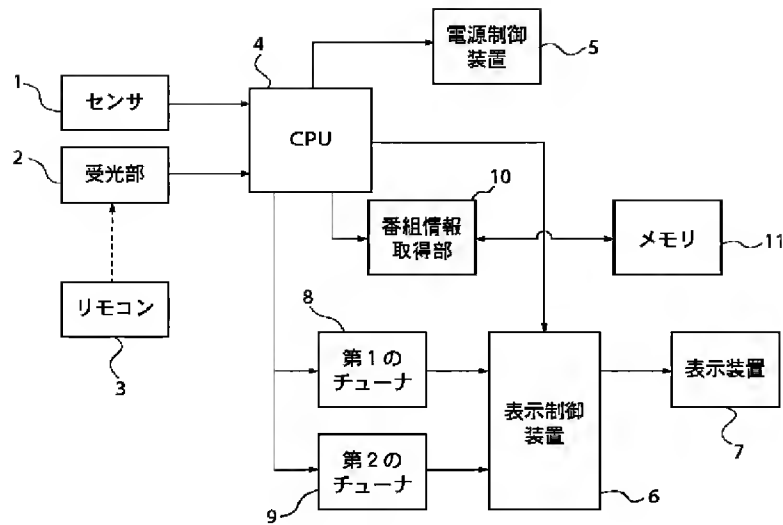 4
電源制御
装置
5
1
センサ
CPU
2
受光部
10
番組情報
取得部
メモリ
11
リモコン
3
8
第1の
チューナ
表示制御
装置
表示装置
7
第2の
チューナ
9
6